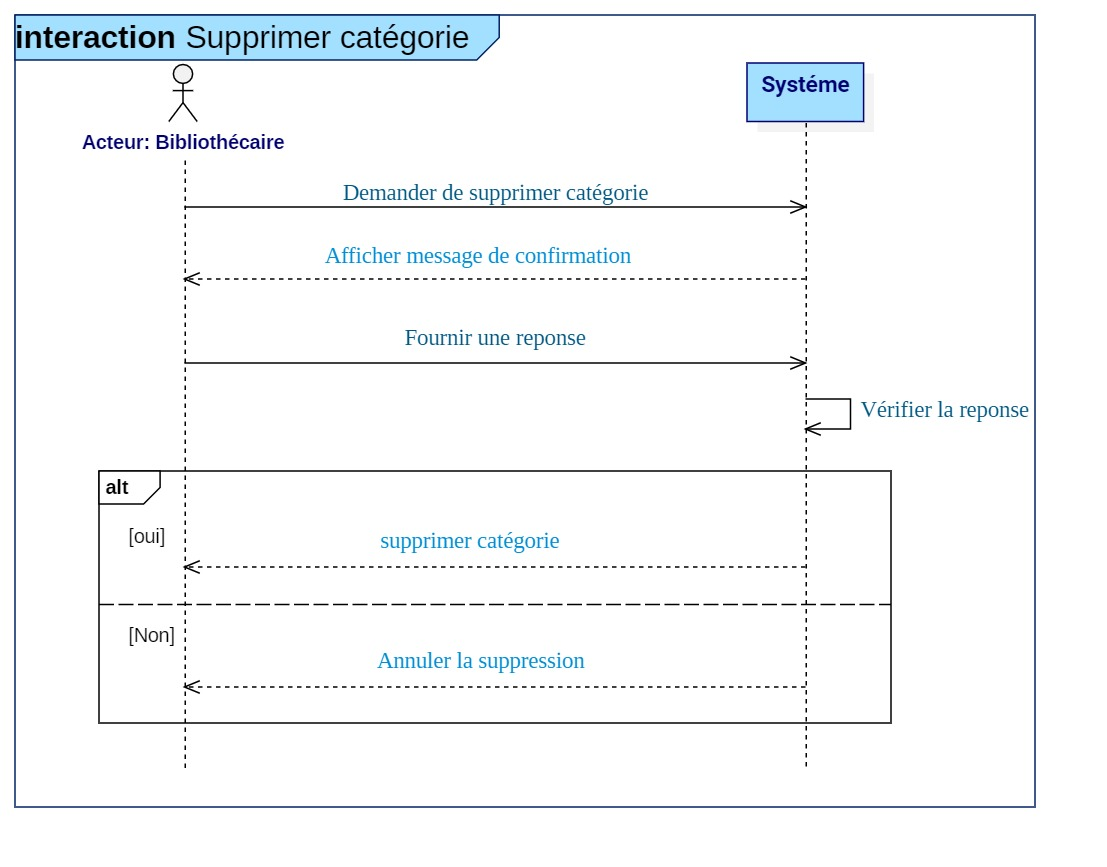 interaction Supprimer catégorie
Systéme
Acteur: Bibliothécaire
Demander de supprimer catégorie
Afficher message de confirmation
Fournir une reponse
Vérifier la reponse
alt
[oui]
supprimer catégorie
[Non]
Annuler la suppression